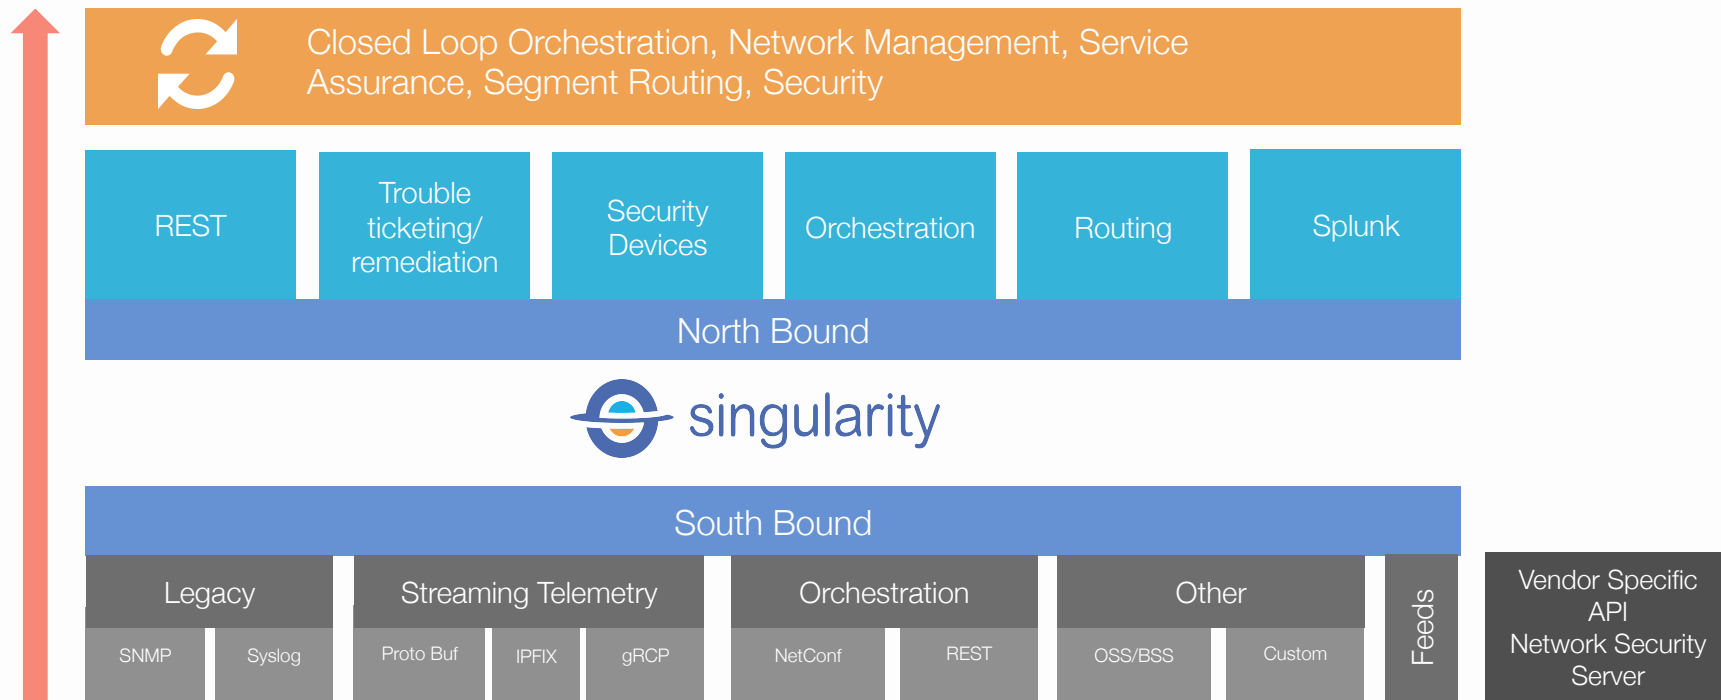 Closed Loop Orchestration, Network Management, Service
Assurance, Segment Routing, Security
REST
Trouble
ticketing/
remediation
Security
Devices
Orchestration
Routing
Splunk
North Bound
singularity
South Bound
Legacy
Streaming Telemetry
Orchestration
Other
Feeds
SNMP
Syslog
Proto Buf
IPFIX
gRCP
NetConf
REST
OSS/BSS
Custom
Vendor Specific
API
Network Security
Server